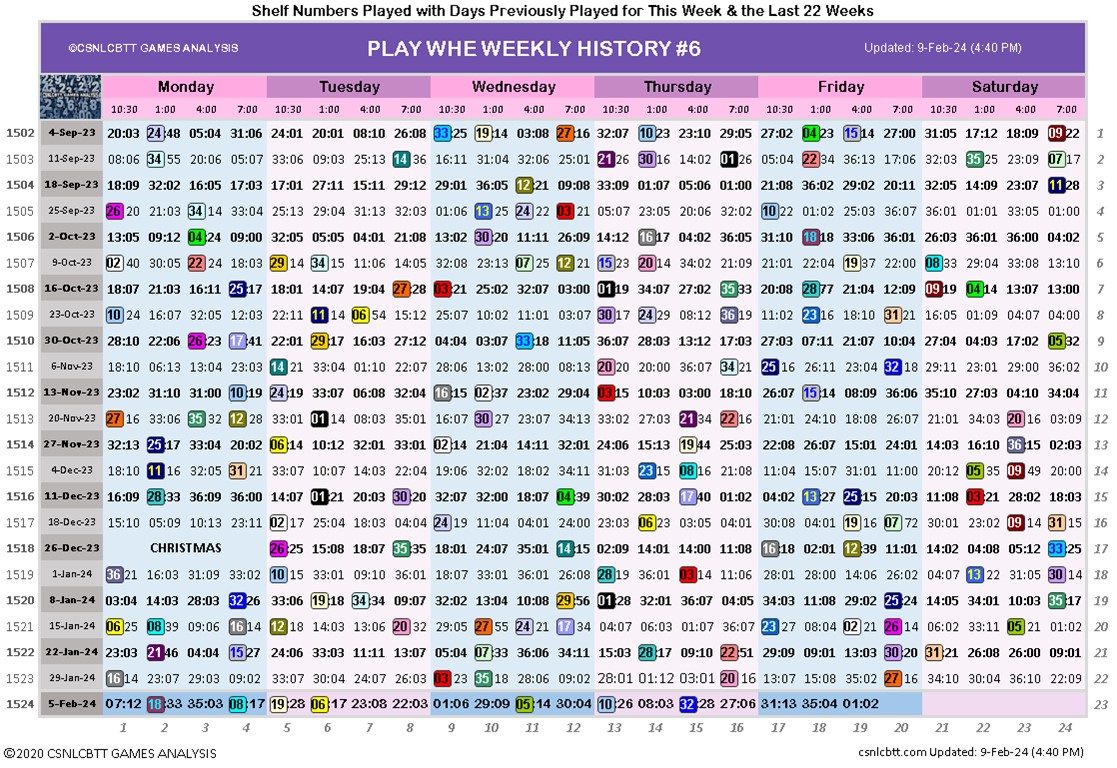 Shelf Numbers Played with Days Previously Played for This Week & the Last 22 Weeks
©CSNLCBTT GAMES ANALYSIS PLAY WHE WEEKLY HISTORY #6 Updated: 9-Feb-24 (4:40 PM)
Monday Tuesday Wednesday Thursday Friday Saturday
10:30 1:00 4:00 7:00 10:30 1:00 4:00 7:00 10:30 1:00 4:00 7:00 10:30 1:00 4:00 7:00 10:30 1:00 4:00 7:00 10:30 1:00 4:00 7:00
1502 4-Sep-23 20:03 24:48 05:04 31:06 24:01 20:01 08:10 26:08 33:25 19:14 03:08 27:16 32:07 10:23 23:10 29:05 27:02 04:23 15:14 27:00 31:05 17:12 18:09 09:22 1
1503 11-Sep-23 08:06 34 55 20:06 05:07 33:06 09:03 25:13 14 36 16:11 31:04 32:06 25:01 21 26 30 16 14:02 01 26 05:04 22 34 36:13 17:06 32:02 35 25 23:09 07 17 2
1504 18-Sep-23 18:09 32:02 16:05 17:03 17:01 27:11 15:11 29:12 29:01 36:05 12:21 09:08 33:09 01:07 05:06 01:00 21:08 36:02 29:02 20:11 32:05 14:09 23:07 11:28 3
1505 25-Sep-23 26 20 21:03 34 14 33:04 25:13 29:04 31:13 32:03 01:06 13 25 24 22 03 21 05:07 23:05 20:06 32:02 10 22 01:02 25:03 36:07 36:01 01:01 33:05 01:00 4
1506 2-Oct-23 13:05 09:12 04:24 09:00 32:05 05:05 04:01 21:08 13:02 30:20 11:11 26:09 14:12 16:17 04:02 36:05 31:10 18:18 33:06 36:01 26:03 36:01 36:00 04:02 5
1507 9-Oct-23 02 40 30:05 22 24 18:03 29 14 34 15 11:06 14:05 32:08 23:13 07 25 12 21 15 23 20 14 34:02 21:09 23:21 22:06 19 37 22:00 08 33 29:04 33:08 13:10 6
1508 16-Oct-23 18:07 21:03 16:11 25:17 18:01 14:07 19:04 27:28 03:21 25:02 32:07 03:00 01:19 34:07 27:02 35:33 20:08 28:77 21:04 12:09 09:19 04:14 13:07 13:00 7
1509 23-Oct-23 10 24 16:07 32:05 12:03 22:05 11 14 06 54 15:12 25:07 10:02 11:01 03:07 30 17 24 29 08:12 36 19 11:08 23 16 18:10 31 21 16:05 01:09 04:07 04:00 8
1510 30-Oct-23 28:10 22:06 26:23 17:41 22:01 29:17 16:03 27:12 04:04 03:07 33:18 11:05 36:07 28:03 13:12 17:03 03:07 07:11 21:07 10:04 27:04 04:03 17:02 05:32 9
1511 6-Nov-23 18:10 06:13 13:04 23:03 14 21 03:04 31:10 12:29 28:06 13:02 28:00 08:13 20 20 10:03 36:07 34 21 25 16 26:11 23:04 32 18 29:11 23:01 29:00 36:02 10
1512 13-Nov-23 23:02 31:10 31:00 10:19 24:19 33:07 06:08 32:04 16:15 02:37 23:02 29:04 03:15 10:03 03:00 18:10 26:07 15:14 08:09 36:06 35:10 27:05 04:10 34:04 11
1513 20-Nov-23 27 16 33:06 35 32 12 28 33:01 01 14 08:03 09:13 16:07 30 27 23:01 34:13 33:02 27:03 21 34 22 16 21:01 24:10 18:08 28:07 21:01 34:03 20 16 03:09 12
1514 27-Nov-23 32:13 25:17 33:04 20:02 06:14 10:12 32:01 33:01 02:14 21:04 14:11 32:01 24:06 15:13 19:44 25:03 22:08 26:07 13:01 24:01 14:03 16:10 36:15 02:03 13
1515 4-Dec-23 18:10 11 16 32:05 31 21 33:07 10:07 14:03 22:04 19:06 32:02 18:02 34:11 31:03 23 15 08 16 21:08 11:04 15:07 31:01 11:00 20:12 05 35 09 49 20:00 14
1516 11-Dec-23 16:09 28:33 36:09 36:00 14:07 01:21 20:03 30:20 32:07 32:00 18:07 04:39 30:02 28:03 17:40 01:02 04:02 13:27 25:15 20:03 11:08 03:21 28:02 18:03 15
1517 18-Dec-23 15:10 05:09 10:13 23:11 02 17 25:04 18:03 04:04 24 19 11:04 04:01 24:00 23:03 06 23 03:05 04:01 30:08 04:01 19 16 07 72 30:01 23:02 09 14 31 15 16
1518 26-Dec-23 CHRISTMAS 26:25 15:08 18:07 35:35 18:01 24:07 35:01 14:15 02:09 14:01 14:00 11:08 16:18 02:01 12:39 11:01 14:02 04:08 05:12 33:25 17
1519 1-Jan-24 36 21 16:03 31:09 33:02 10 15 33:01 09:10 36:05 18:07 33:01 36:01 26:08 28 19 36:01 03 14 11:06 28:01 28:00 14:06 26:02 04:07 13 22 31:05 30 14 18
1520 8-Jan-24 03:04 14:03 28:03 32:26 33:06 19:18 34:34 09:07 32:02 13:04 10:08 29:56 01:28 32:01 36:07 04:05 34:03 11:08 29:02 25:24 14:05 34:01 10:03 35:17 19
1521 15-Jan-24 06 25 08 39 09:06 16 14 12 18 14:03 18:08 20 32 29:05 27 55 24 21 17 34 04:07 06:03 01:07 36:07 23 27 08:04 02 21 26 14 06:02 33:11 05 21 01:02 20
1522 22-Jan-24 23:04 21:46 03:04 15:27 24:06 33:03 11:11 13:07 05:04 07:33 36:06 34:11 15:03 28:17 09:10 22:51 09:09 09:01 13:03 30:20 31:21 26:08 26:00 09:01 21
1523 29-Jan-24 16 14 23:07 29:03 09:02 33:07 30:04 24:07 26:03 03 23 35 18 28:06 09:02 28:01 01:12 03:01 20 16 13:07 15:08 35:02 27 16 34:10 30:04 36:10 22:09 22
1524 5-Feb-24 07:12 18:33 35:03 08:17 19:28 06:17 23:08 22:03 01:06 29:09 05:14 30:04 10:26 08:03 32:28 27:06 31:13 35:04 01:02 23
1 2 3 4 5 6 7 8 9 10 11 12 13 14 15 16 17 18 19 20 21 22 23 24
©2020 CSNLCBTT GAMES ANALYSIS csnlcbtt.com Updated: 9-Feb-24 (4:40 PM)